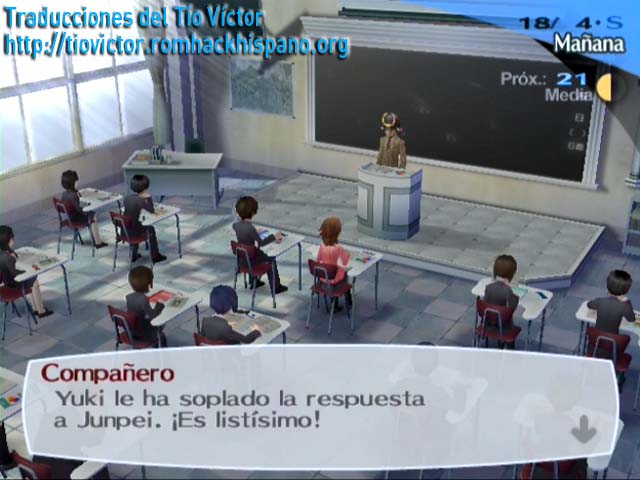 Traducciones del Tio Víctor
http://tiovictor.romhackhispano.org
18/ 4·S
Mañana
Próx.: 21
Media
Compañero
Yuki le ha soplado la respuesta
a Junpei. ¡Es listísimo!